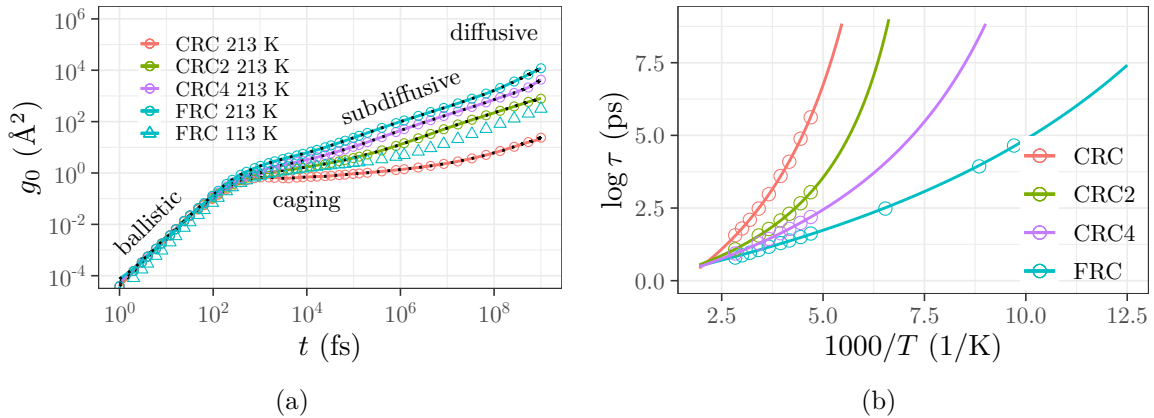 10^6
10^4
10^2
10^0
10^-2
10^-4
g_0 (Å^2)
CRC 213 K
CRC2 213 K
CRC4 213 K
FRC 213 K
FRC 113 K
diffusive
subdiffusive
caging
ballistic
10^0
10^2
10^4
10^6
10^8
t (fs)
(a)
7.5
5.0
2.5
0.0
log τ (ps)
CRC
CRC2
CRC4
FRC
2.5
5.0
7.5
10.0
12.5
1000/T (1/K)
(b)